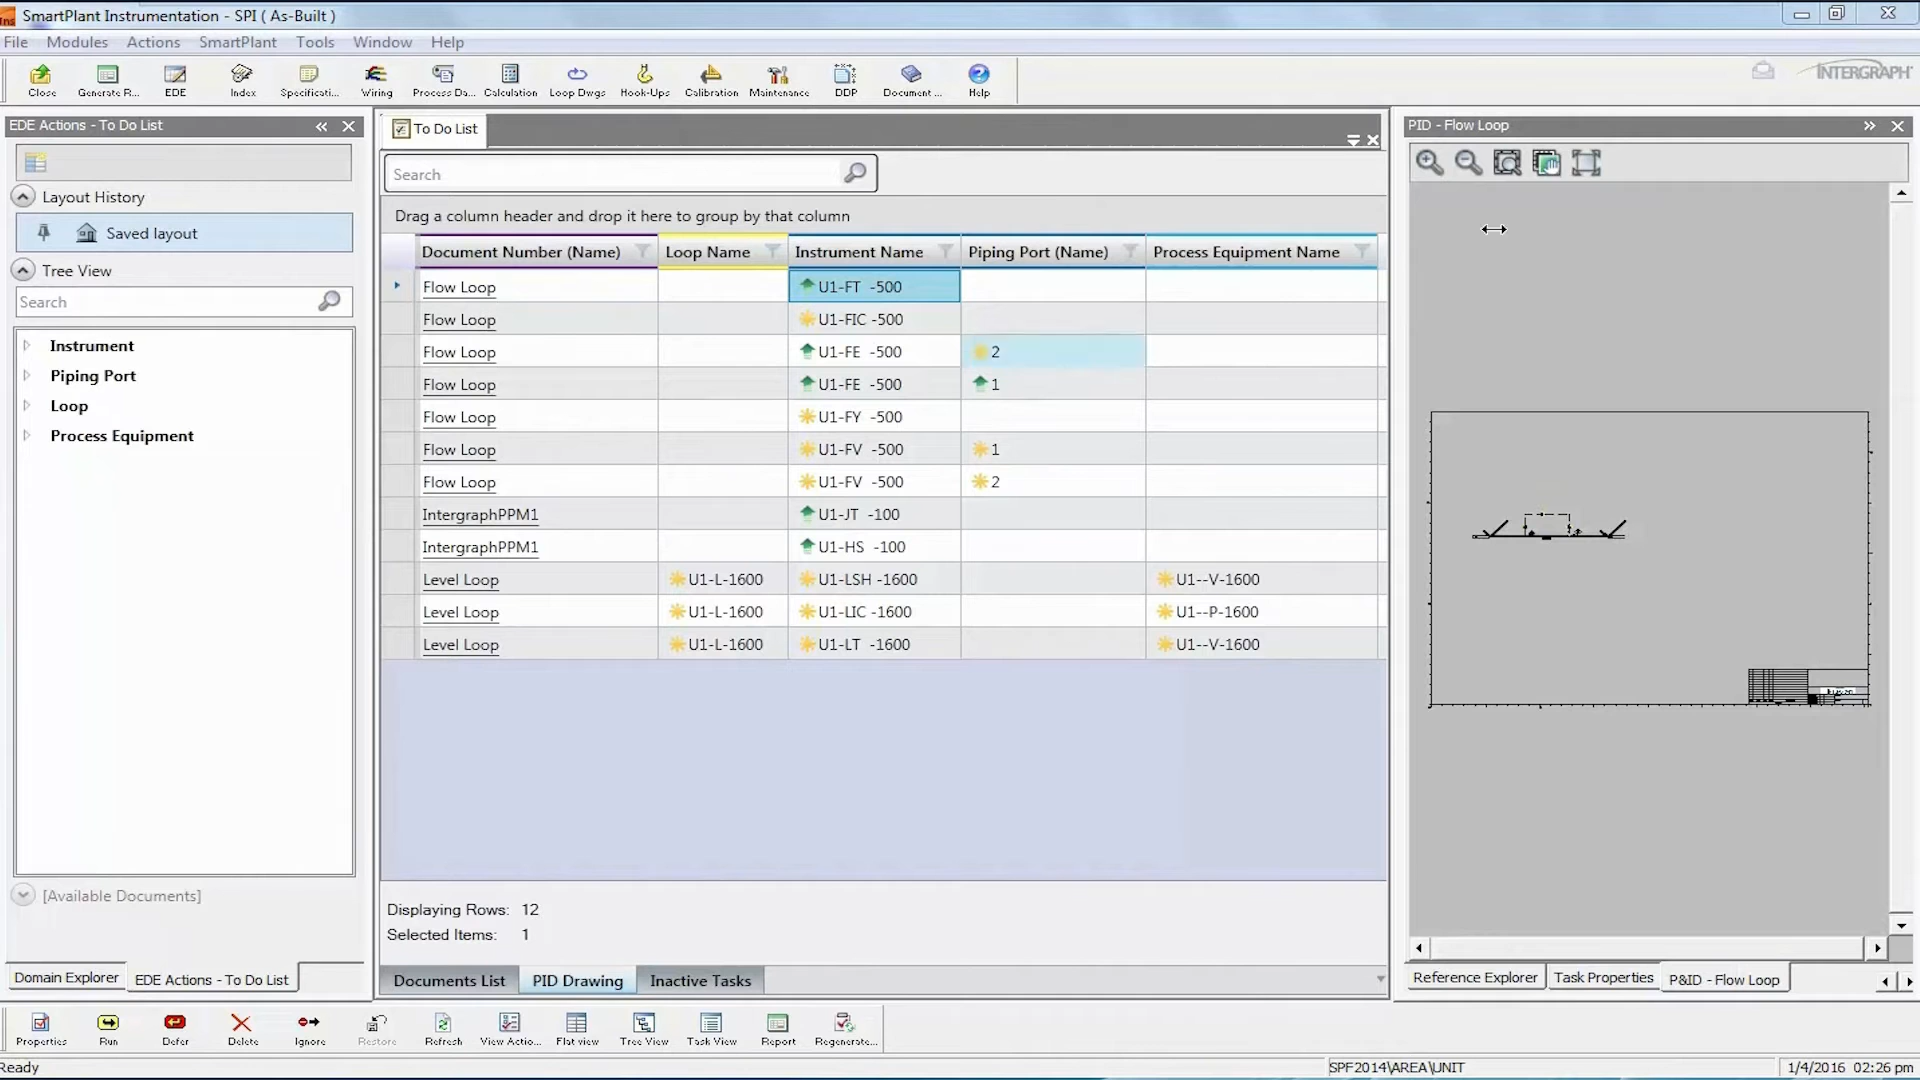 SmartPlant Instrumentation - SPI ( As-Built )
File Modules Actions SmartPlant Tools Window Help
Close Generate R... EDE Index Specificati... Wiring Process Da... Calculation Loop Dwgs Hook-Ups Calibration Maintenance DDP Document ... Help
INTERGRAPH
EDE Actions - To Do List
Layout History
Saved layout
Tree View
Search
Instrument
Piping Port
Loop
Process Equipment
[Available Documents]
Domain Explorer EDE Actions - To Do List
To Do List
Search
Drag a column header and drop it here to group by that column
Document Number (Name) Loop Name Instrument Name Piping Port (Name) Process Equipment Name
Flow Loop U1-FT -500
Flow Loop U1-FIC -500
Flow Loop U1-FE -500 2
Flow Loop U1-FE -500 1
Flow Loop U1-FY -500
Flow Loop U1-FV -500 1
Flow Loop U1-FV -500 2
IntergraphPPM1 U1-JT -100
IntergraphPPM1 U1-HS -100
Level Loop U1-L-1600 U1-LSH -1600 U1--V-1600
Level Loop U1-L-1600 U1-LIC -1600 U1--P-1600
Level Loop U1-L-1600 U1-LT -1600 U1--V-1600
Displaying Rows: 12
Selected Items: 1
Documents List PID Drawing Inactive Tasks
PID - Flow Loop
Reference Explorer Task Properties P&ID - Flow Loop
Properties Run Defer Delete Ignore Restore Refresh View Actio... Flat view Tree View Task View Report Regenerate...
Ready SPF2014\AREA\UNIT 1/4/2016 02:26 pm